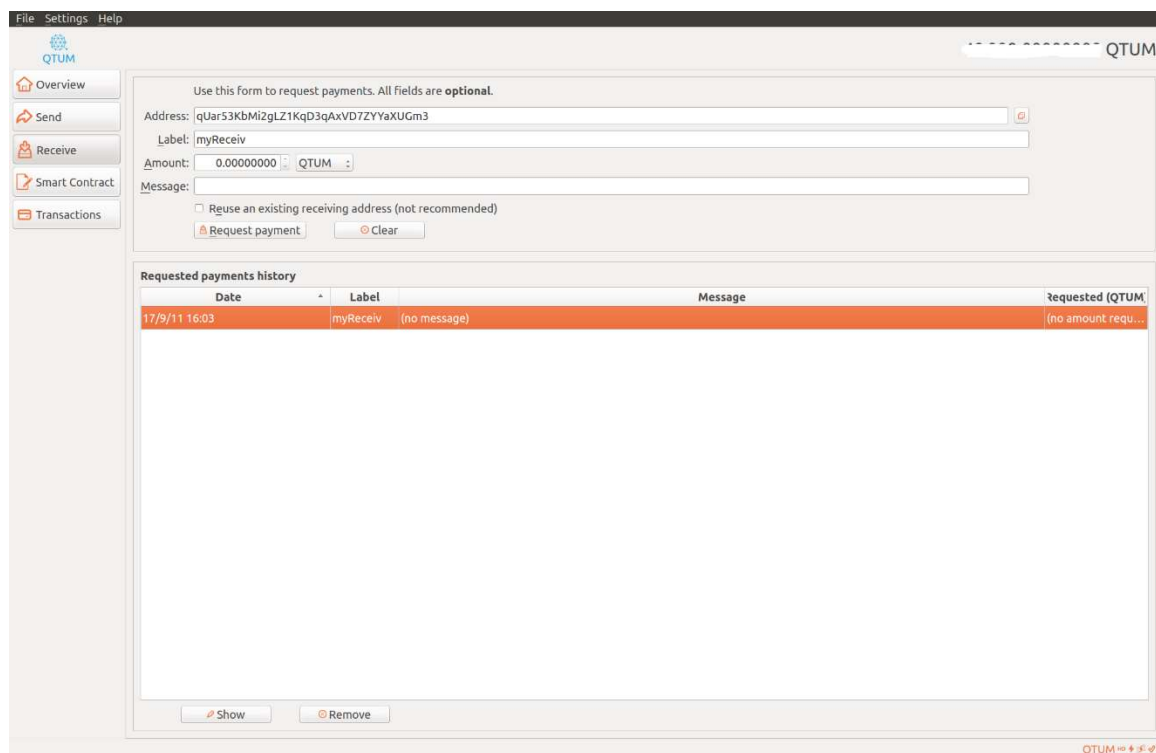 File Settings Help
QTUM
QTUM
Overview
Send
Receive
Smart Contract
Transactions
Use this form to request payments. All fields are optional.
Address: qUar53KbMi2gLZ1KqD3qAxVD7ZYYaXUGm3
Label: myReceiv
Amount: 0.00000000 QTUM
Message:
Reuse an existing receiving address (not recommended)
Request payment Clear
Requested payments history
Date Label Message Requested (QTUM)
17/9/11 16:03 myReceiv (no message) (no amount requ...
Show Remove
QTUM HD